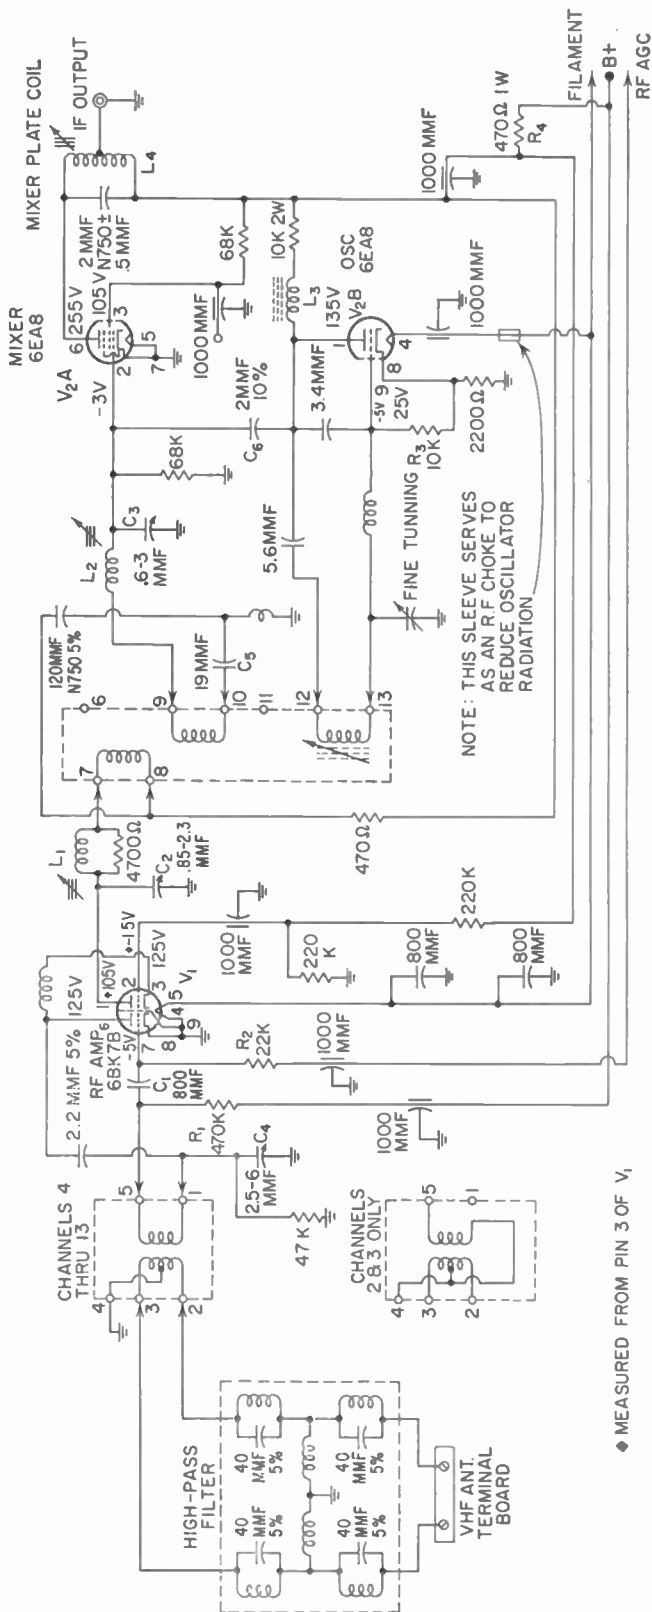 VHF ANT.
TERMINAL
BOARD
HIGH-PASS
FILTER
40
MMF
5%
40
MMF
5%
40
MMF
5%
40
MMF
5%
CHANNELS 4
THRU 13
4
3
2
5
1
CHANNELS
2 & 3 ONLY
4
3
2
5
1
47K
2.5-6
MMF
C4
2.2 MMF 5%
R1
470K
C1
800
MMF
1000
MMF
RF AMP
6BK7B
125V
6
-5V
♦105V
♦-15V
125V
1
2
3
V1
5
4
7
8
9
R2
22K
1000
MMF
1000
MMF
220
K
220K
800
MMF
800
MMF
L1
4700Ω
C2
.85-2.3
MMF
7
8
470Ω
120MMF
N750 5%
6
9
10
11
12
13
19MMF
C5
L2
C3
.6-3
MMF
68K
5.6MMF
FINE TUNNING
C6
2MMF
10%
3.4MMF
R3
10K
2200Ω
MIXER
6EA8
V2A
6
255V
105V
3
-3V
2
5
7
1000MMF
68K
2 MMF
N750 ±
.5 MMF
MIXER PLATE COIL
IF OUTPUT
L4
10K 2W
L3
135V
OSC
6EA8
V2B
1
4
-5V
9
8
25V
1000 MMF
1000 MMF
470Ω 1W
R4
FILAMENT
B+
RF AGC
NOTE: THIS SLEEVE SERVES
AS AN R.F CHOKE TO
REDUCE OSCILLATOR
RADIATION
♦ MEASURED FROM PIN 3 OF V1